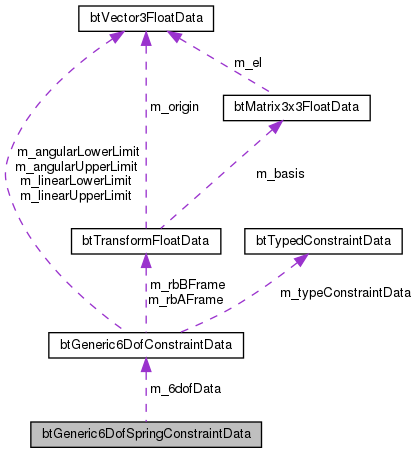 btVector3FloatData
m_el
btMatrix3x3FloatData
m_origin
m_angularLowerLimit
m_angularUpperLimit
m_linearLowerLimit
m_linearUpperLimit
m_basis
btTransformFloatData
btTypedConstraintData
m_rbBFrame
m_rbAFrame
m_typeConstraintData
btGeneric6DofConstraintData
m_6dofData
btGeneric6DofSpringConstraintData